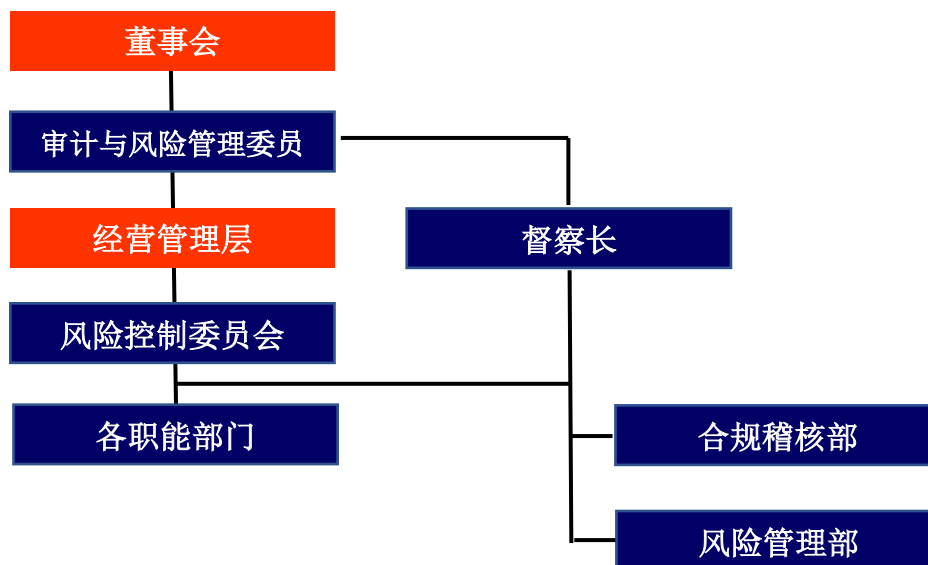 董事会
审计与风险管理委员
经营管理层
督察长
风险控制委员会
各职能部门
合规稽核部
风险管理部